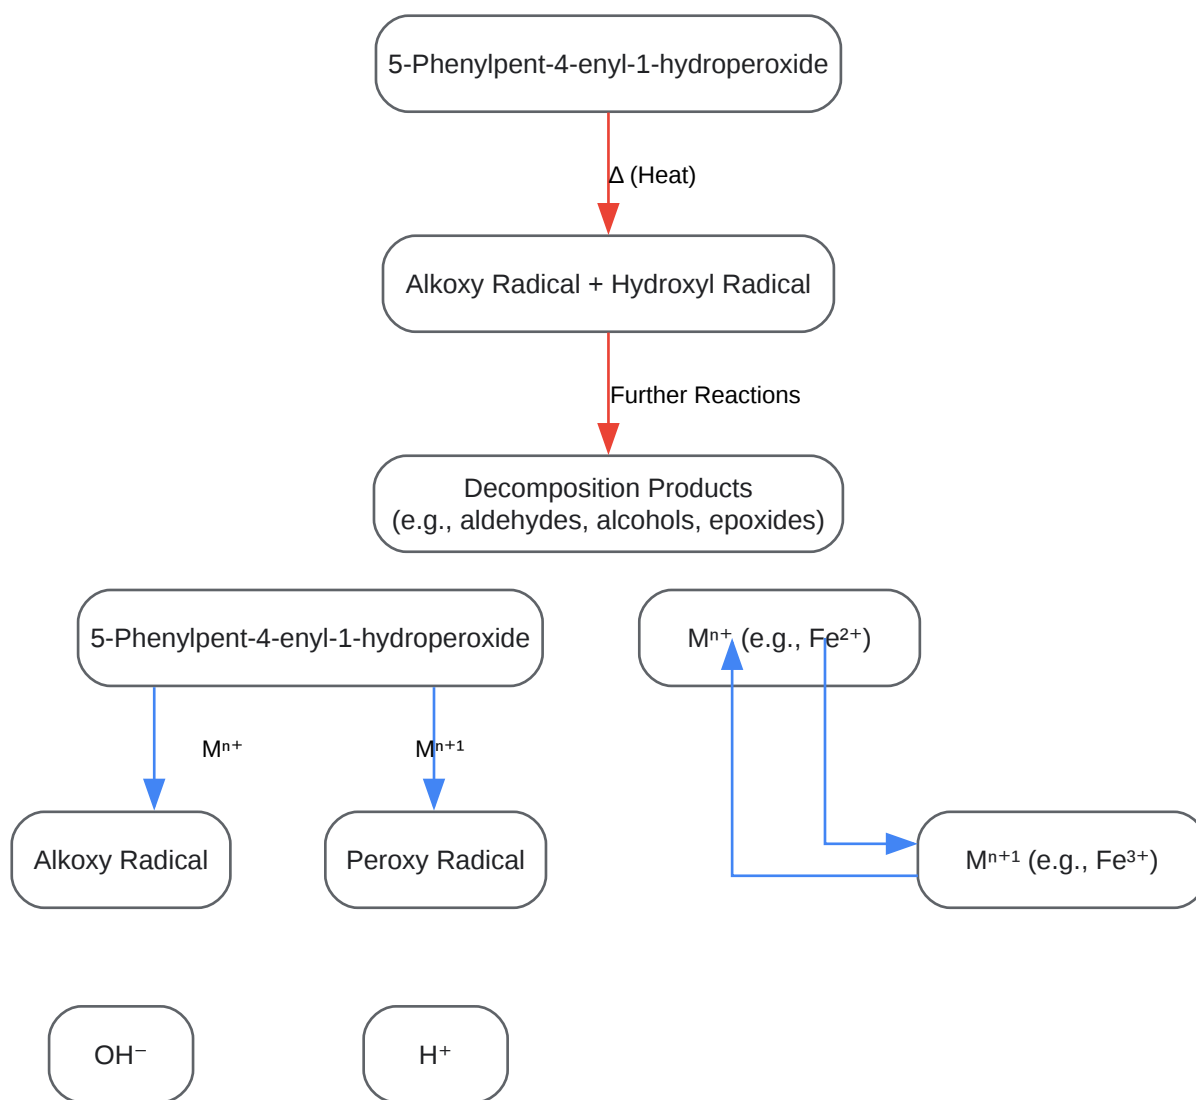 5-Phenylpent-4-enyl-1-hydroperoxide
Δ (Heat)
Alkoxy Radical + Hydroxyl Radical
Further Reactions
Decomposition Products
(e.g., aldehydes, alcohols, epoxides)
5-Phenylpent-4-enyl-1-hydroperoxide
Mⁿ⁺ (e.g., Fe²⁺)
Mⁿ⁺
Mⁿ⁺¹
Alkoxy Radical
Peroxy Radical
Mⁿ⁺¹ (e.g., Fe³⁺)
OH⁻
H⁺